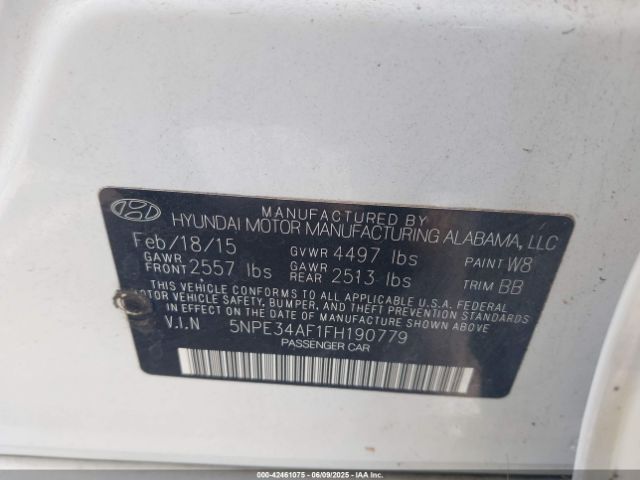 MANUFACTURED BY
HYUNDAI MOTOR MANUFACTURING ALABAMA, LLC
Feb/18/15 GVWR 4497 lbs PAINT W8
GAWR FRONT 2557 lbs GAWR REAR 2513 lbs TRIM BB
THIS VEHICLE CONFORMS TO ALL APPLICABLE U.S.A. FEDERAL
MOTOR VEHICLE SAFETY, BUMPER, AND THEFT PREVENTION STANDARDS
IN EFFECT ON THE DATE OF MANUFACTURE SHOWN ABOVE.
V.I.N 5NPE34AF1FH190779
PASSENGER CAR
000-42461075 - 06/09/2025 - IAA Inc.